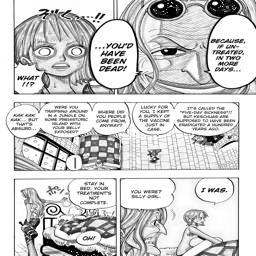 BECAUSE,
IF UN-
TREATED,
IN TWO
MORE
DAYS...
...YOU'D
HAVE
BEEN
DEAD!
WHAT
!!?
IT'S CALLED THE
"FIVE-DAY SICKNESS"!!
BUT KESCHIAS ARE
SUPPOSED TO HAVE
BEEN ERADICATED A
HUNDRED YEARS
AGO...
LUCKY FOR
YOU, I KEPT
A SUPPLY OF
THE VACCINE
JUST IN
CASE.
WHERE DID
YOU PEOPLE
COME FROM,
ANYWAY?
WERE YOU
TRAIPSING AROUND
IN A JUNGLE ON
SOME PREHISTORIC
ISLAND WITH
YOUR BELLY
EXPOSED?
KAK KAK
KAK KAK...
BUT THAT'S
ABSURD...
I WAS.
YOU WERE?
SILLY GIRL.
STAY IN
BED. YOUR
TREATMENT'S
NOT
COMPLETE.
OH!